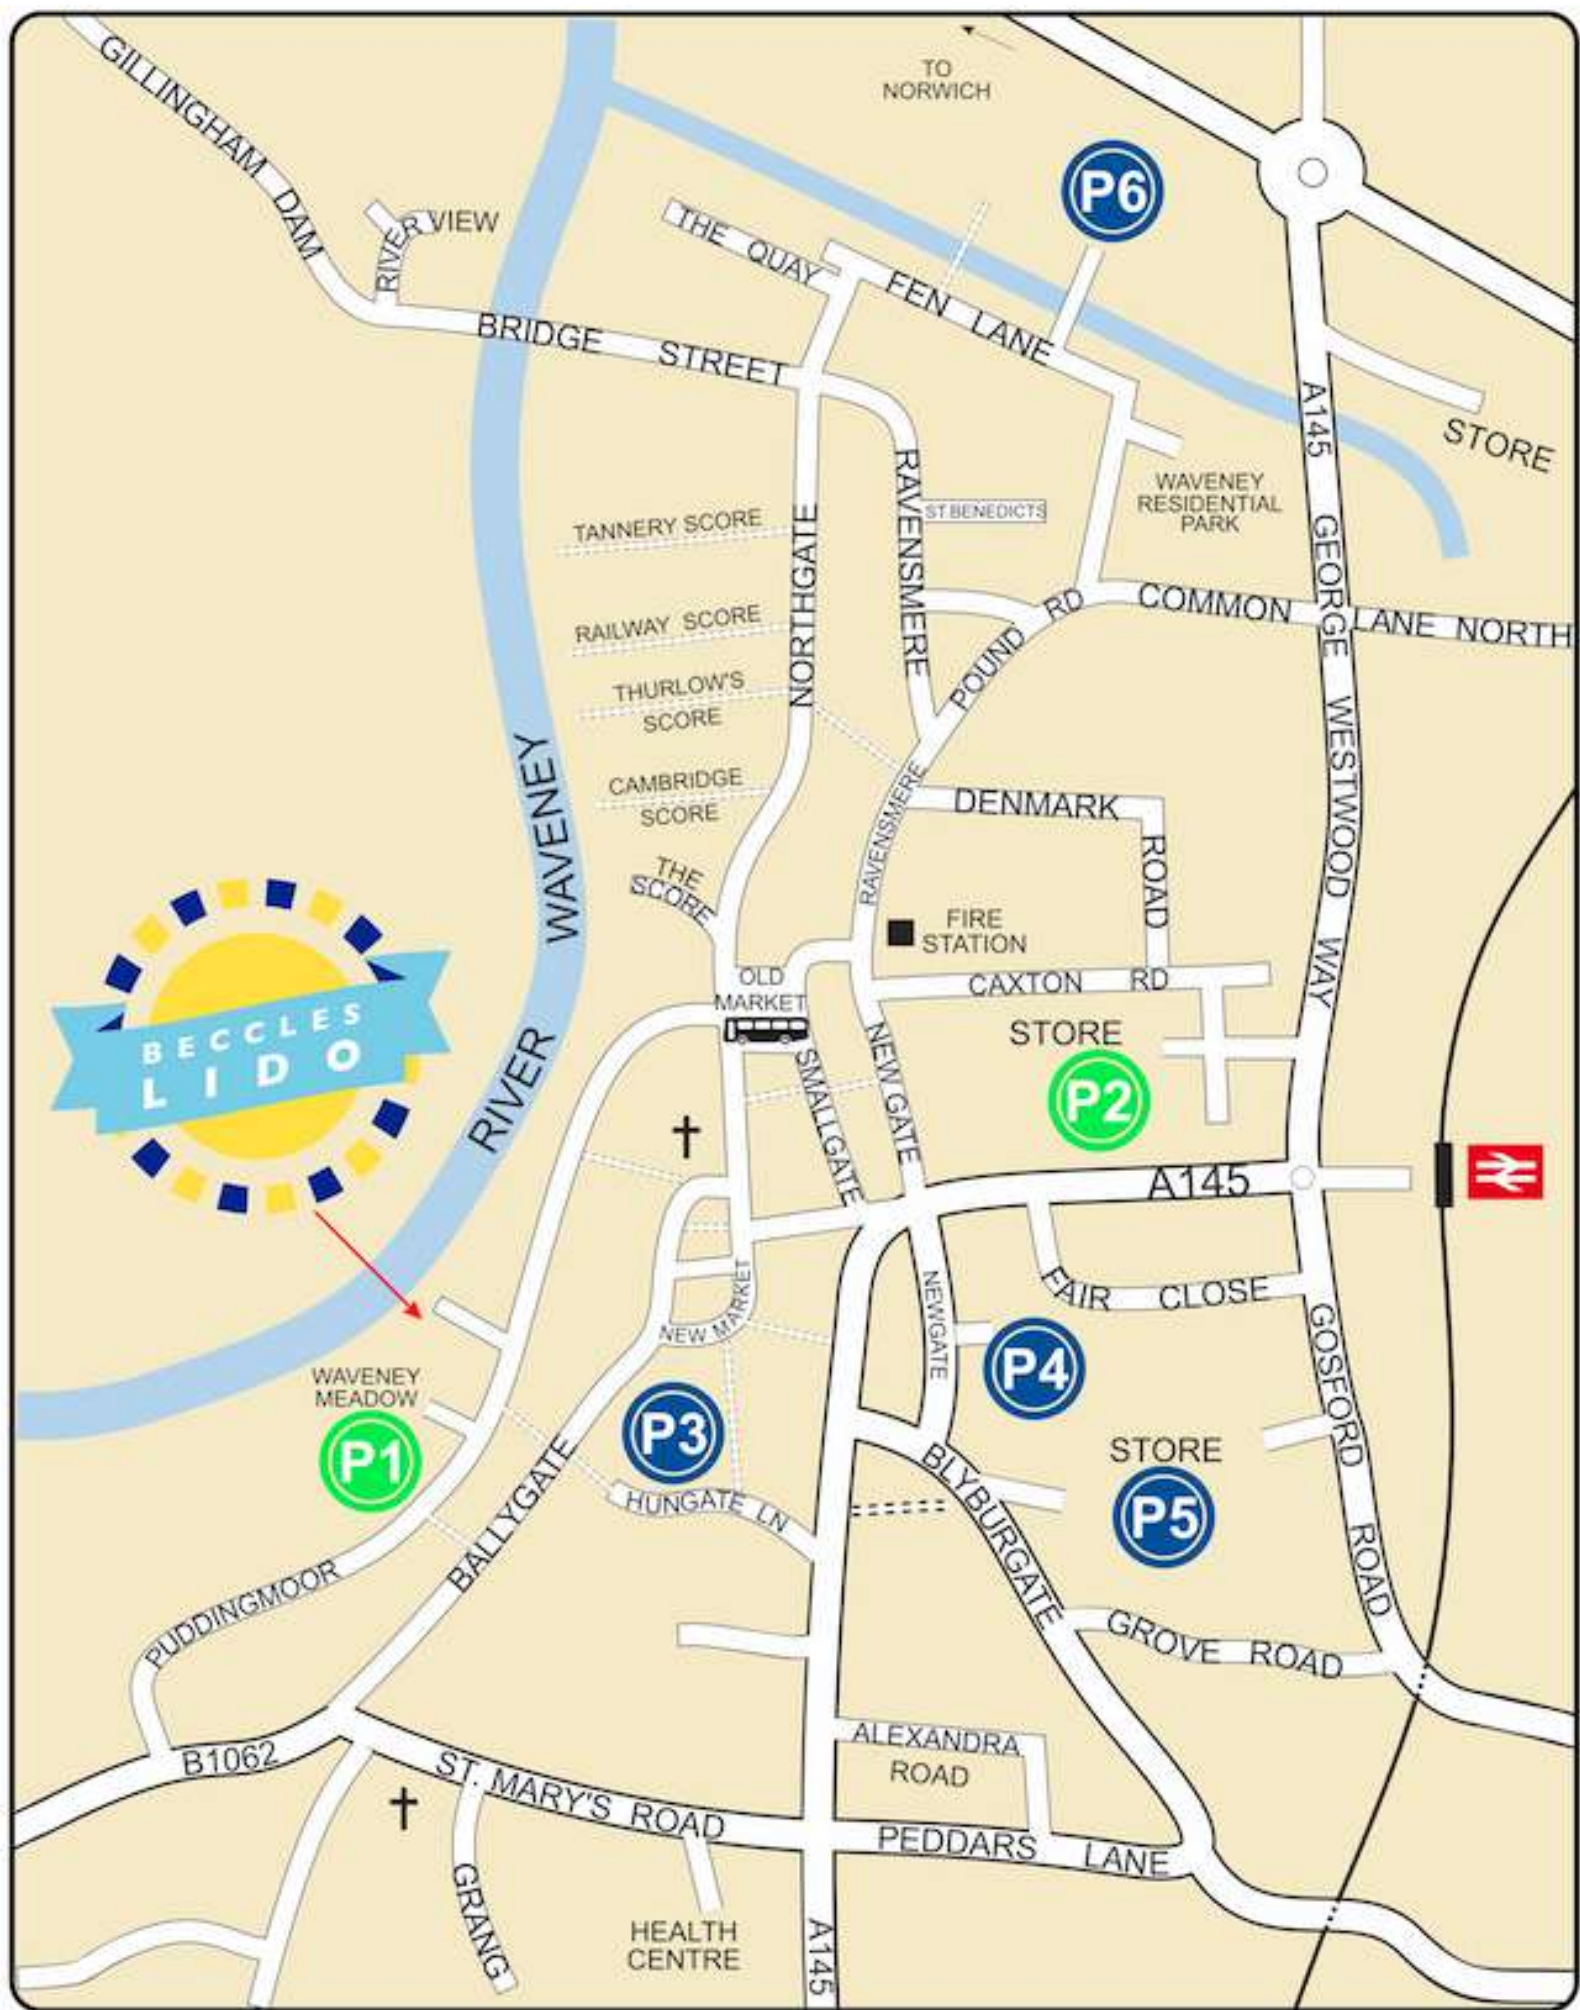 GILLINGHAM DAM
TO
NORWICH
P6
RIVER VIEW
THE QUAY
FEN LANE
BRIDGE STREET
A145 GEORGE WESTWOOD WAY
STORE
WAVENEY
RESIDENTIAL
PARK
RAVENSMERE
ST BENEDICTS
TANNERY SCORE
NORTHGATE
RAILWAY SCORE
POUND RD
COMMON LANE NORTH
THURLOW'S
SCORE
CAMBRIDGE
SCORE
RAVENSMERE
DENMARK ROAD
THE
SCORE
RIVER WAVENEY
FIRE
STATION
OLD
MARKET
CAXTON RD
STORE
P2
BECCLES
LIDO
SMALLGATE
NEW GATE
A145
NEW MARKET
NEWGATE
FAIR CLOSE
GOSFORD ROAD
WAVENEY
MEADOW
P1
P3
P4
STORE
P5
BALLYGATE
HUNGATE LN
BLYBURGATE
PUDDINGMOOR
GROVE ROAD
B1062
ST. MARY'S ROAD
ALEXANDRA
ROAD
PEDDARS LANE
GRANG
HEALTH
CENTRE
A145